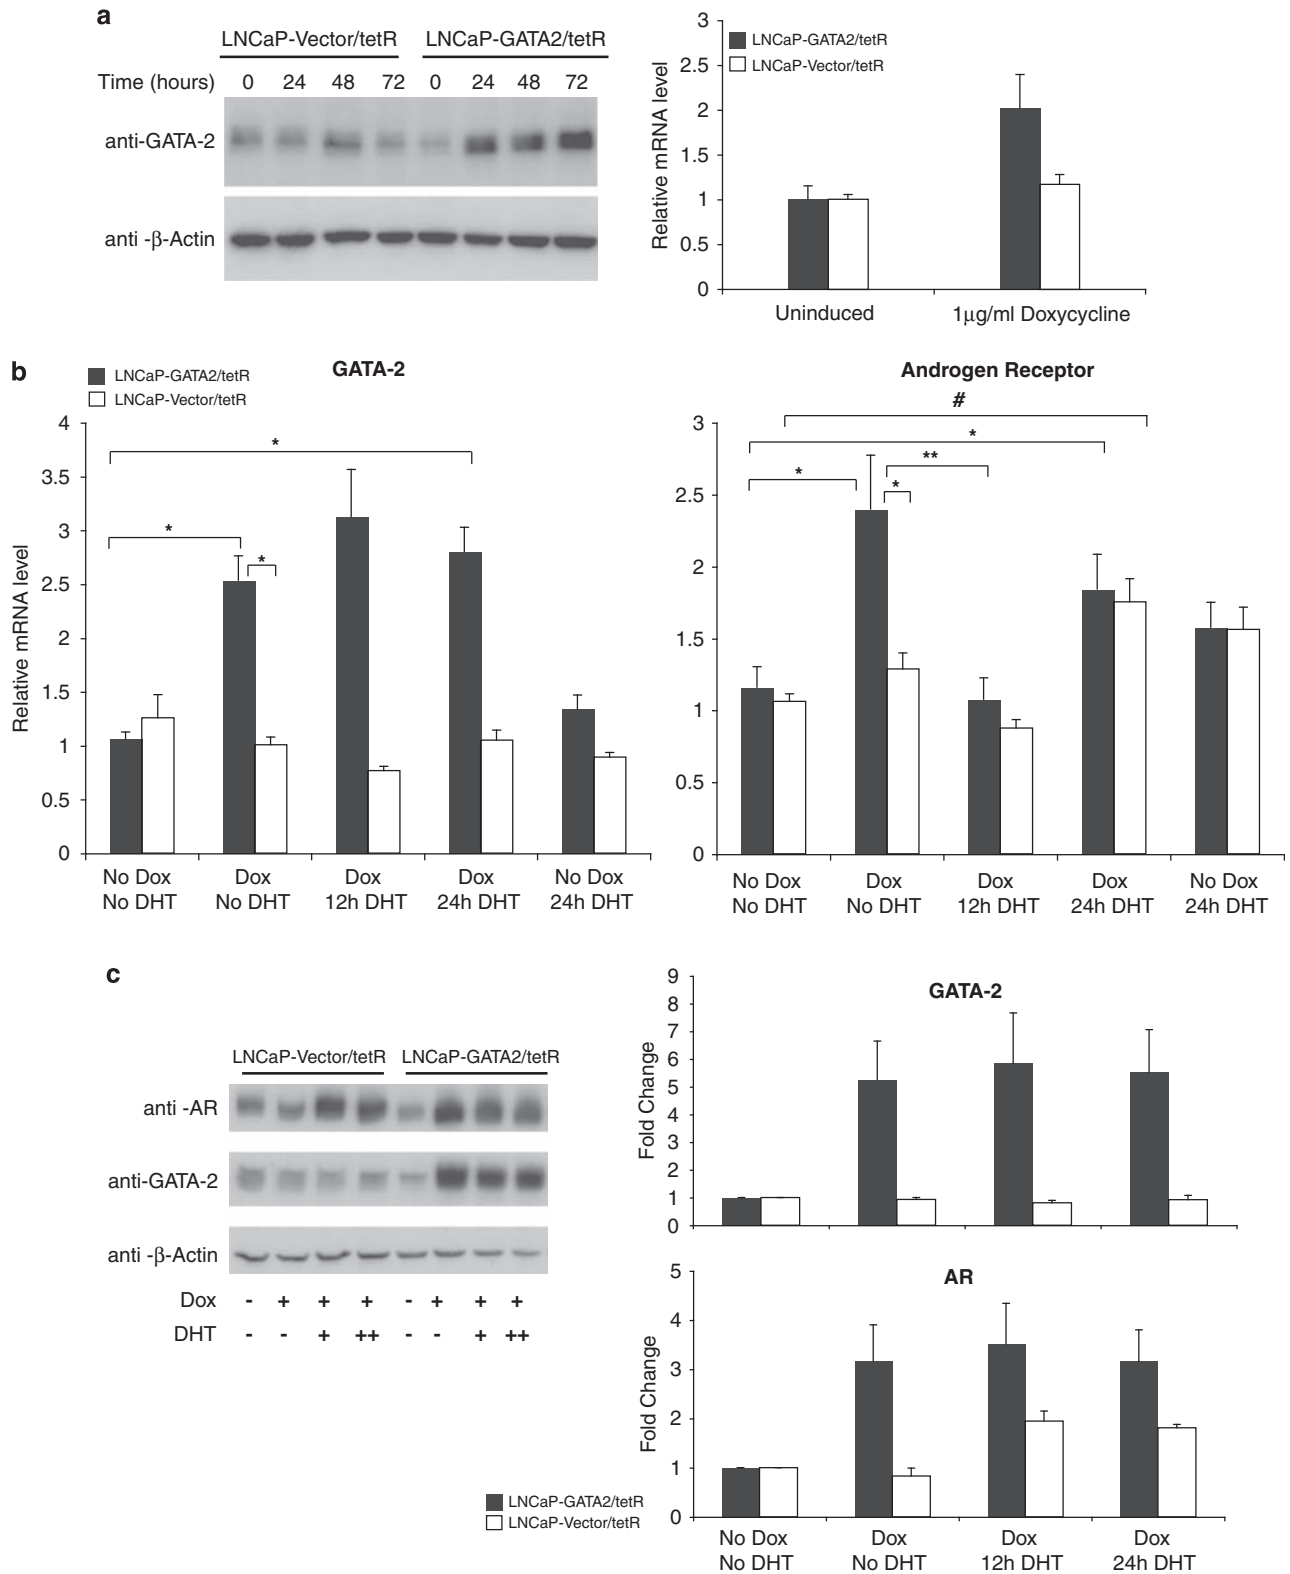 a
LNCaP-Vector/tetR LNCaP-GATA2/tetR
Time (hours) 0 24 48 72 0 24 48 72
anti-GATA-2
anti -β-Actin
3
2.5
2
1.5
1
0.5
0
Relative mRNA level
LNCaP-GATA2/tetR
LNCaP-Vector/tetR
Uninduced 1μg/ml Doxycycline
b
LNCaP-GATA2/tetR
LNCaP-Vector/tetR
GATA-2
4
3.5
3
2.5
2
1.5
1
0.5
0
Relative mRNA level
*
*
*
No Dox Dox Dox Dox No Dox
No DHT No DHT 12h DHT 24h DHT 24h DHT
Androgen Receptor
#
*
**
*
*
3
2.5
2
1.5
1
0.5
0
No Dox Dox Dox Dox No Dox
No DHT No DHT 12h DHT 24h DHT 24h DHT
c
LNCaP-Vector/tetR LNCaP-GATA2/tetR
anti -AR
anti-GATA-2
anti -β-Actin
Dox - + + + - + + +
DHT - - + ++ - - + ++
GATA-2
9
8
7
6
5
4
3
2
1
0
Fold Change
AR
5
4
3
2
1
0
Fold Change
LNCaP-GATA2/tetR
LNCaP-Vector/tetR
No Dox Dox Dox Dox
No DHT No DHT 12h DHT 24h DHT